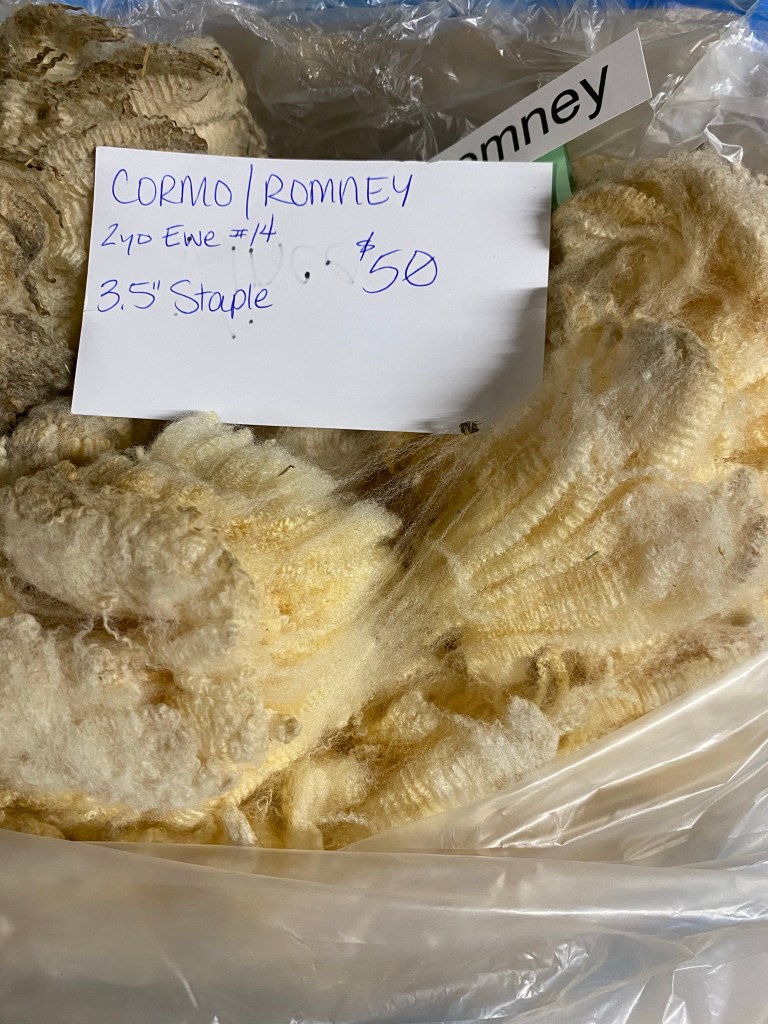 omney
CORMO/ROMNEY
2yo Ewe #14
$50
3.5" Staple